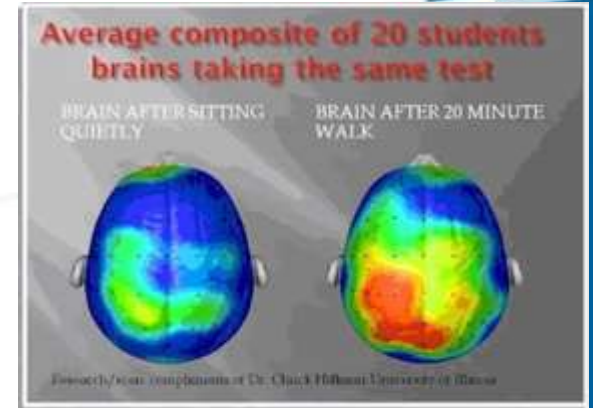 Average composite of 20 students
brains taking the same test
BRAIN AFTER SITTING
QUIETLY
BRAIN AFTER 20 MINUTE
WALK
Research/scan compliments of Dr. Chuck Hillman University of Illinois